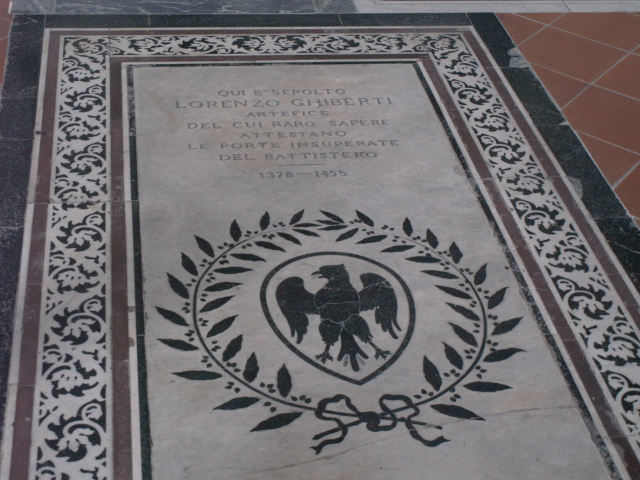 QUI E SEPOLTO
LORENZO GHIBERTI
ARTEFICE
DEL CUI RARO SAPERE
ATTESTANO
LE PORTE INSUPERATE
DEL BATTISTERO
1378—1455